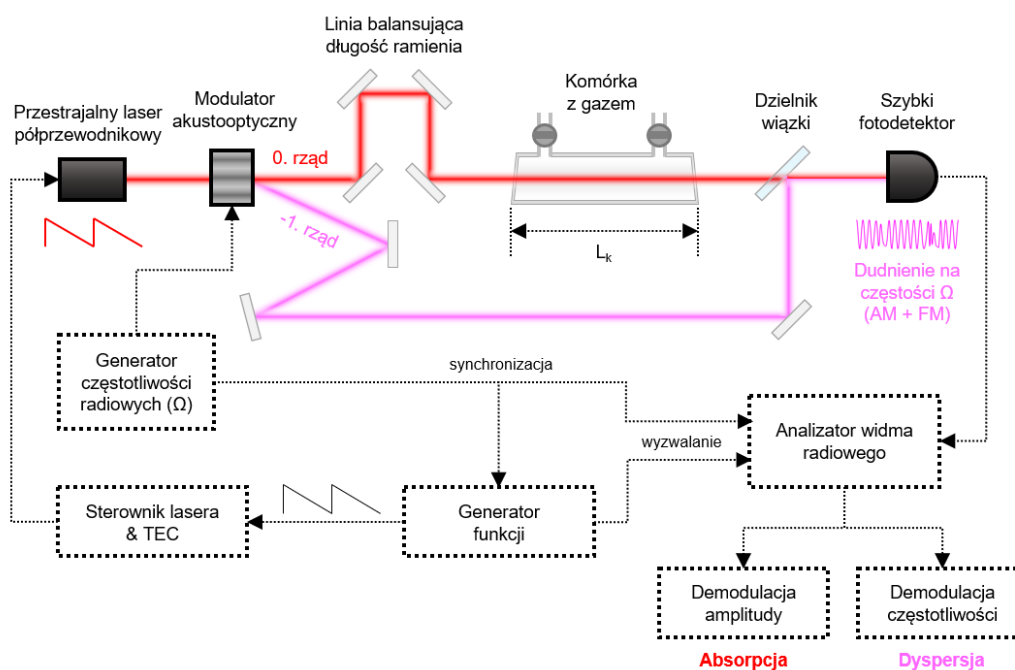 Linia balansująca
długość ramienia
Przestrajalny laser
półprzewodnikowy
Modulator
akustooptyczny
Komórka
z gazem
Dzielnik
wiązki
Szybki
fotodetektor
0. rząd
-1. rząd
Lk
Dudnienie na
częstości Ω
(AM + FM)
Generator
częstotliwości
radiowych (Ω)
synchronizacja
wyzwalanie
Analizator widma
radiowego
Sterownik lasera
& TEC
Generator
funkcji
Demodulacja
amplitudy
Demodulacja
częstotliwości
Absorpcja
Dyspersja